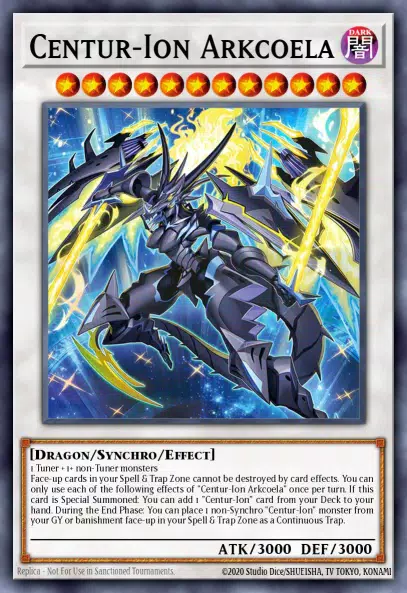 CENTUR-ION ARKCOELA
DARK
闇
[DRAGON/SYNCHRO/EFFECT]
1 Tuner + 1+ non-Tuner monsters
Face-up cards in your Spell & Trap Zone cannot be destroyed by card effects. You can
only use each of the following effects of "Centur-Ion Arkcoela" once per turn. If this
card is Special Summoned: You can add 1 "Centur-Ion" card from your Deck to your
hand. During the End Phase: You can place 1 non-Synchro "Centur-Ion" monster from
your GY or banishment face-up in your Spell & Trap Zone as a Continuous Trap.
ATK/3000 DEF/3000
Replica - Not For Use in Sanctioned Tournaments.
©2020 Studio Dice/SHUEISHA, TV TOKYO, KONAMI